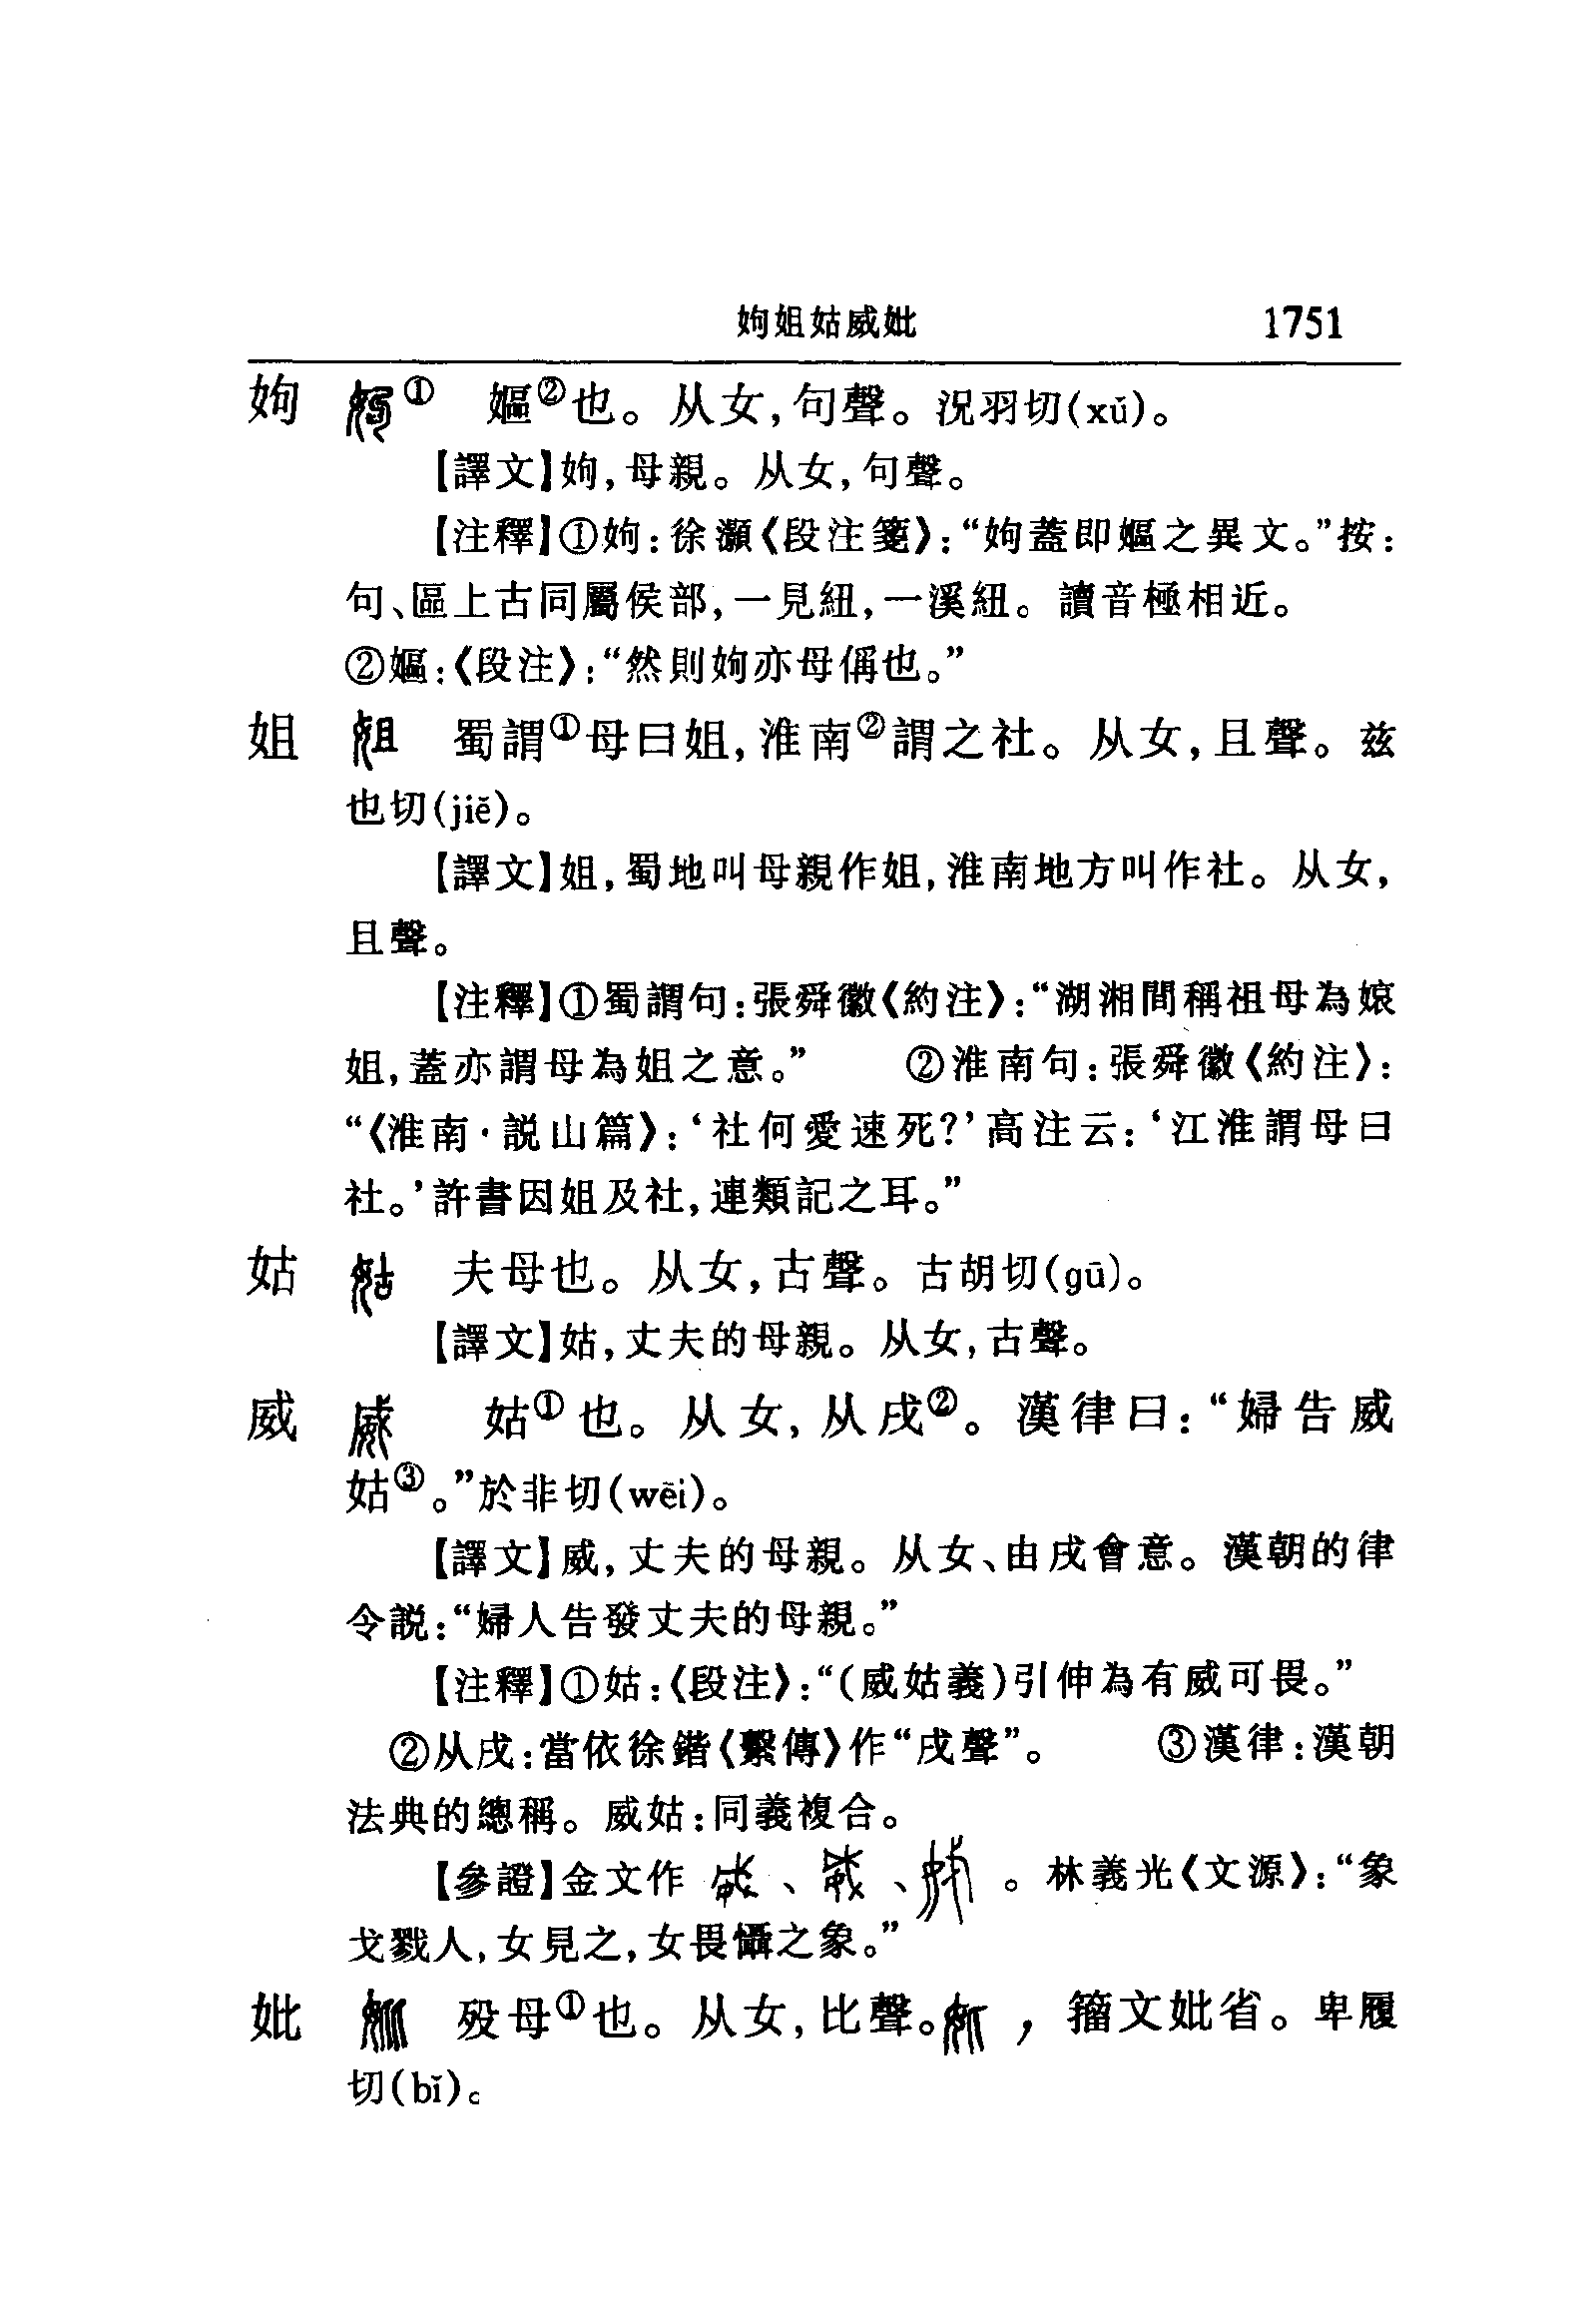 姁姐姑威妣 1751
姁 ① 嫗②也。从女，句聲。況羽切(xǔ)。
【譯文】姁，母親。从女，句聲。
【注釋】①姁：徐灝《段注箋》：“姁蓋即嫗之異文。”按：
句、區上古同屬侯部，一見紐，一溪紐。讀音極相近。
②嫗：《段注》：“然則姁亦母偁也。”
姐 蜀謂①母曰姐，淮南②謂之社。从女，且聲。兹
也切(jiě)。
【譯文】姐，蜀地叫母親作姐，淮南地方叫作社。从女，
且聲。
【注釋】①蜀謂句：張舜徽《約注》：“湖湘間稱祖母為娭
姐，蓋亦謂母為姐之意。” ②淮南句：張舜徽《約注》：
“《淮南·説山篇》：‘社何愛速死？’高注云：‘江淮謂母曰
社。’許書因姐及社，連類記之耳。”
姑 夫母也。从女，古聲。古胡切(gū)。
【譯文】姑，丈夫的母親。从女，古聲。
威 姑①也。从女，从戌②。漢律曰：“婦告威
姑③。”於非切(wēi)。
【譯文】威，丈夫的母親。从女、由戌會意。漢朝的律
令説：“婦人告發丈夫的母親。”
【注釋】①姑：《段注》：“(威姑義)引伸為有威可畏。”
②从戌：當依徐鍇《繫傳》作“戌聲”。 ③漢律：漢朝
法典的總稱。威姑：同義複合。
【參證】金文作 、 、 。林義光《文源》：“象
戈戮人，女見之，女畏懾之象。”
妣 殁母①也。从女，比聲。 ，籀文妣省。卑履
切(bǐ)。